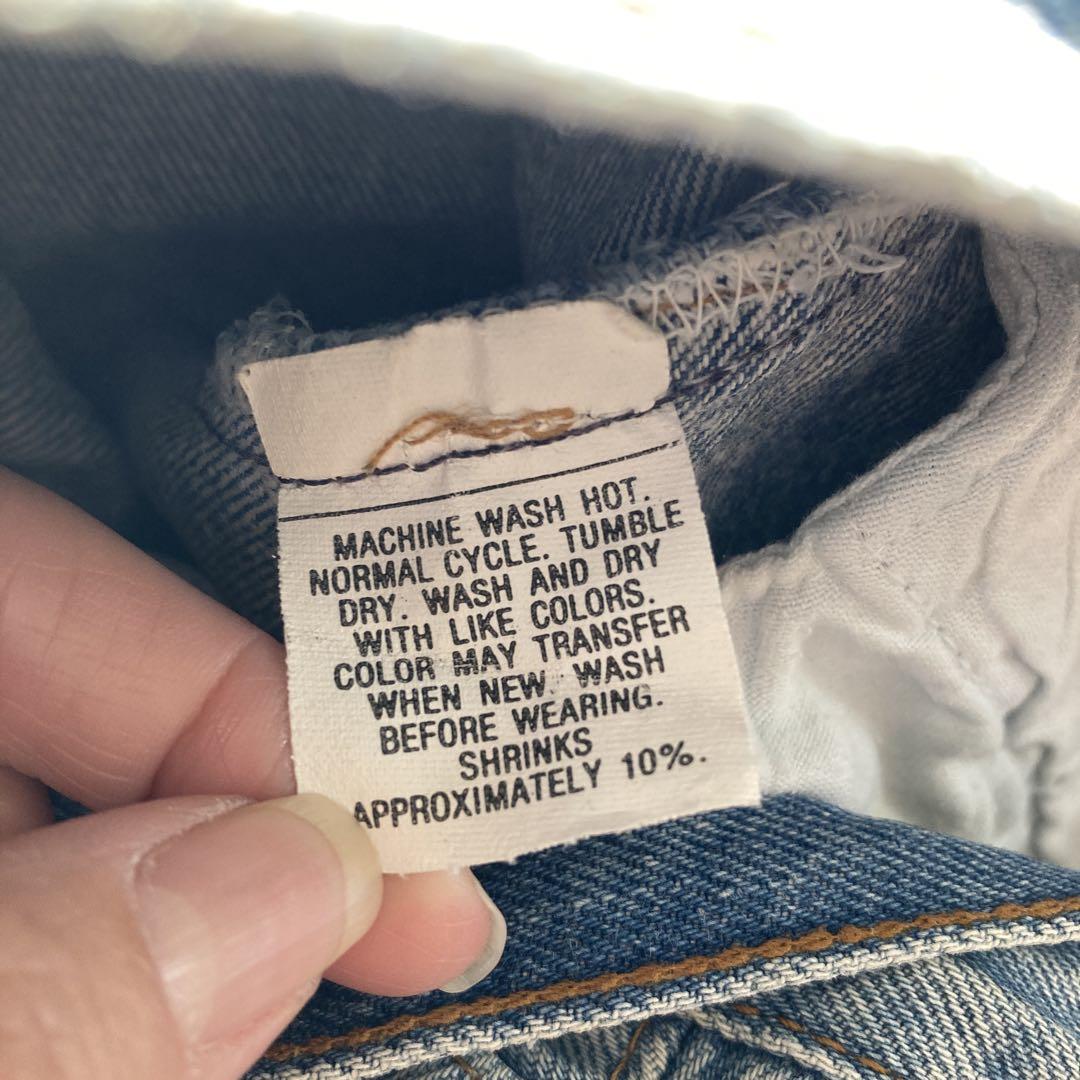 MACHINE WASH HOT.
NORMAL CYCLE. TUMBLE
DRY. WASH AND DRY
WITH LIKE COLORS.
COLOR MAY TRANSFER
WHEN NEW. WASH
BEFORE WEARING.
SHRINKS
APPROXIMATELY 10%.